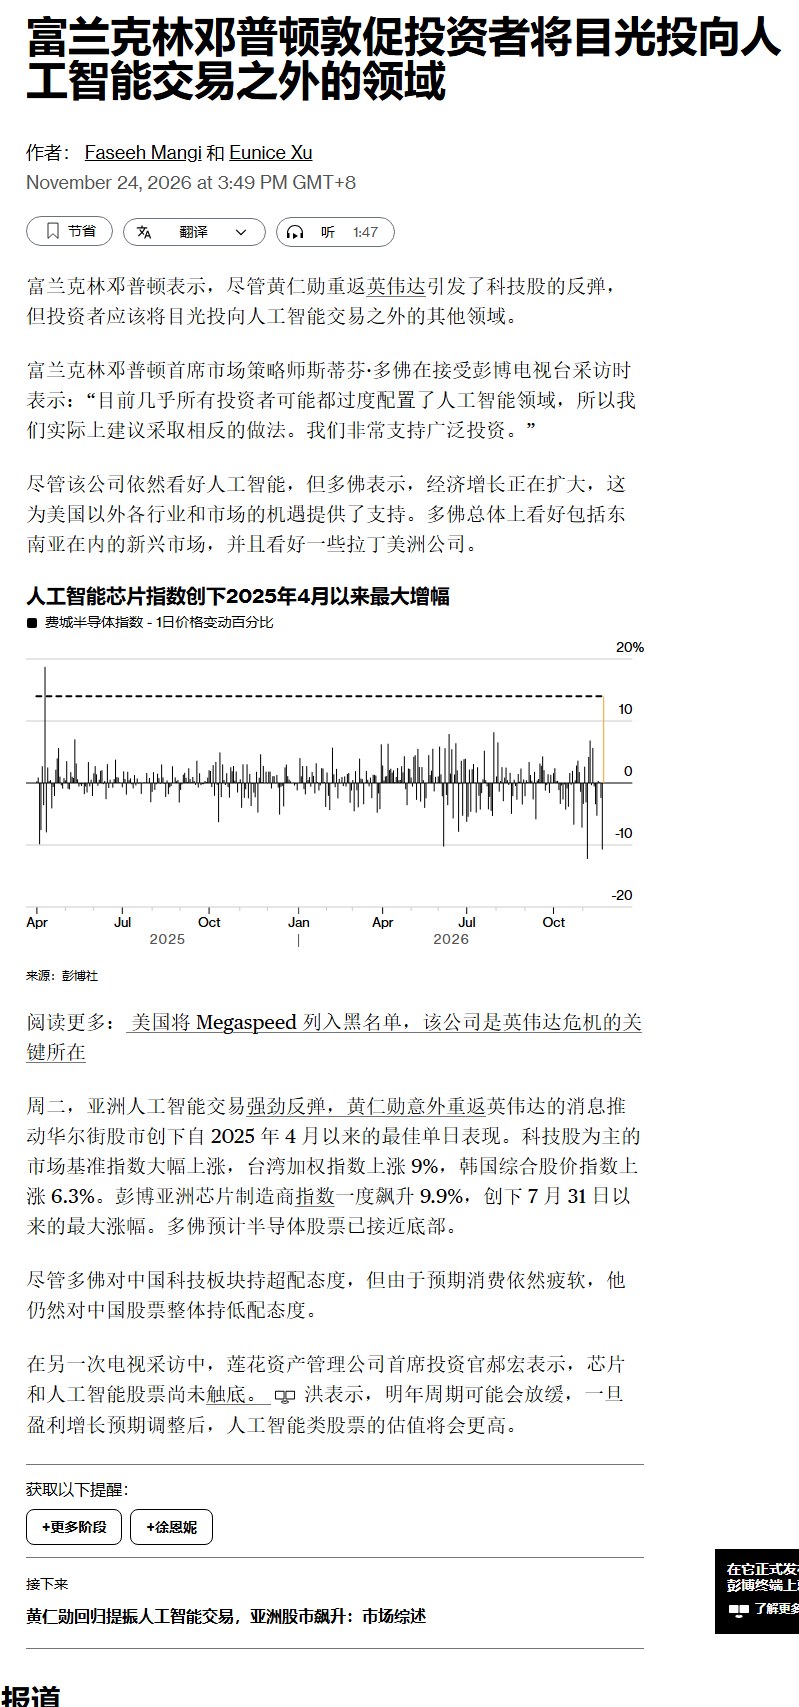 富兰克林邓普顿敦促投资者将目光投向人
工智能交易之外的领域
作者： Faseeh Mangi 和 Eunice Xu
November 24, 2026 at 3:49 PM GMT+8
节省 翻译 听 1:47
富兰克林邓普顿表示，尽管黄仁勋重返英伟达引发了科技股的反弹，
但投资者应该将目光投向人工智能交易之外的其他领域。
富兰克林邓普顿首席市场策略师斯蒂芬·多佛在接受彭博电视台采访时
表示：“目前几乎所有投资者可能都过度配置了人工智能领域，所以我
们实际上建议采取相反的做法。我们非常支持广泛投资。”
尽管该公司依然看好人工智能，但多佛表示，经济增长正在扩大，这
为美国以外各行业和市场的机遇提供了支持。多佛总体上看好包括东
南亚在内的新兴市场，并且看好一些拉丁美洲公司。
人工智能芯片指数创下2025年4月以来最大增幅
费城半导体指数 - 1日价格变动百分比
20%
10
0
-10
-20
Apr Jul Oct Jan Apr Jul Oct
2025 | 2026
来源：彭博社
阅读更多： 美国将 Megaspeed 列入黑名单，该公司是英伟达危机的关
键所在
周二，亚洲人工智能交易强劲反弹，黄仁勋意外重返英伟达的消息推
动华尔街股市创下自 2025 年 4 月以来的最佳单日表现。科技股为主的
市场基准指数大幅上涨，台湾加权指数上涨 9%，韩国综合股价指数上
涨 6.3%。彭博亚洲芯片制造商指数一度飙升 9.9%，创下 7 月 31 日以
来的最大涨幅。多佛预计半导体股票已接近底部。
尽管多佛对中国科技板块持超配态度，但由于预期消费依然疲软，他
仍然对中国股票整体持低配态度。
在另一次电视采访中，莲花资产管理公司首席投资官郝宏表示，芯片
和人工智能股票尚未触底。 洪表示，明年周期可能会放缓，一旦
盈利增长预期调整后，人工智能类股票的估值将会更高。
获取以下提醒：
+更多阶段 +徐恩妮
接下来
黄仁勋回归提振人工智能交易，亚洲股市飙升：市场综述
在它正式发
彭博终端上
了解更多
报道